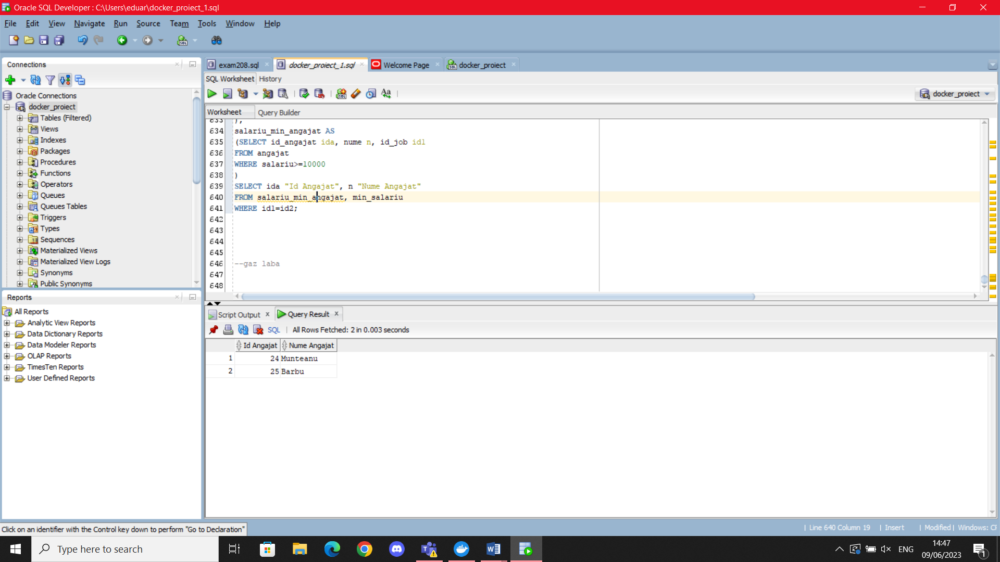 Oracle SQL Developer : C:\Users\eduar\docker_proiect_1.sql
File Edit View Navigate Run Source Team Tools Window Help
Connections
Oracle Connections
docker_proiect
Tables (Filtered)
Views
Indexes
Packages
Procedures
Functions
Operators
Queues
Queues Tables
Triggers
Types
Sequences
Materialized Views
Materialized View Logs
Synonyms
Public Synonyms
Reports
All Reports
Analytic View Reports
Data Dictionary Reports
Data Modeler Reports
OLAP Reports
TimesTen Reports
User Defined Reports
exam208.sql docker_proiect_1.sql Welcome Page docker_proiect
SQL Worksheet History
docker_proiect
Worksheet Query Builder
633 ),
634 salariu_min_angajat AS
635 (SELECT id_angajat ida, nume n, id_job id1
636 FROM angajat
637 WHERE salariu>=10000
638 )
639 SELECT ida "Id Angajat", n "Nume Angajat"
640 FROM salariu_min_angajat, min_salariu
641 WHERE id1=id2;
642
643
644
645
646 --gaz laba
647
648
Script Output Query Result
SQL All Rows Fetched: 2 in 0.003 seconds
Id Angajat Nume Angajat
1 24 Munteanu
2 25 Barbu
Click on an identifier with the Control key down to perform "Go to Declaration"
Line 640 Column 19 Insert Modified Windows:
Type here to search
ENG
14:47
09/06/2023
1